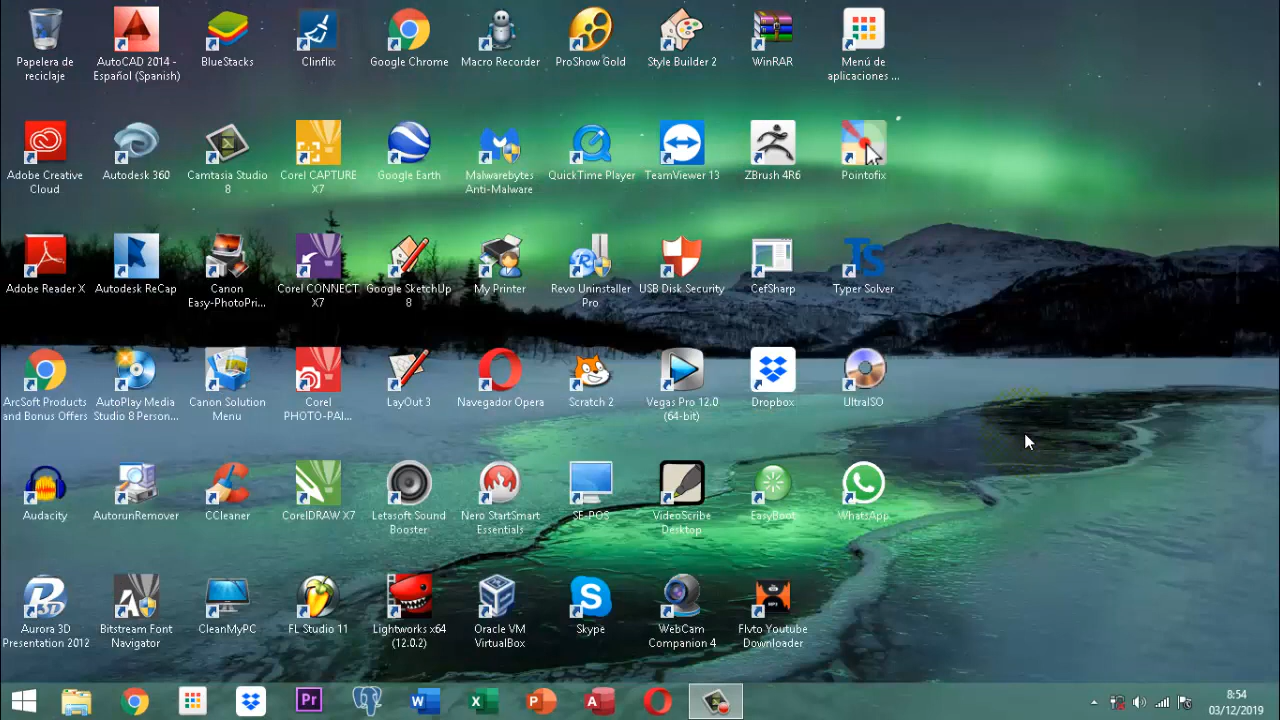 Papelera de
reciclaje
AutoCAD 2014 -
Español (Spanish)
BlueStacks
Clinflix
Google Chrome
Macro Recorder
ProShow Gold
Style Builder 2
WinRAR
Menú de
aplicaciones ...
Adobe Creative
Cloud
Autodesk 360
Camtasia Studio
8
Corel CAPTURE
X7
Google Earth
Malwarebytes
Anti-Malware
QuickTime Player
TeamViewer 13
ZBrush 4R6
Pointofix
Adobe Reader X
Autodesk ReCap
Canon
Easy-PhotoPri...
Corel CONNECT
X7
Google SketchUp
8
My Printer
Revo Uninstaller
Pro
USB Disk Security
CefSharp
Ts
Typer Solver
ArcSoft Products
and Bonus Offers
AutoPlay Media
Studio 8 Person...
Canon Solution
Menu
Corel
PHOTO-PAI...
LayOut 3
Navegador Opera
Scratch 2
Vegas Pro 12.0
(64-bit)
Dropbox
UltraISO
Audacity
AutorunRemover
CCleaner
CorelDRAW X7
Letasoft Sound
Booster
Nero StartSmart
Essentials
SE-POS
VideoScribe
Desktop
EasyBoot
WhatsApp
Aurora 3D
Presentation 2012
Bitstream Font
Navigator
CleanMyPC
FL Studio 11
Lightworks x64
(12.0.2)
Oracle VM
VirtualBox
Skype
WebCam
Companion 4
Flvto Youtube
Downloader
Pr
8:54
03/12/2019